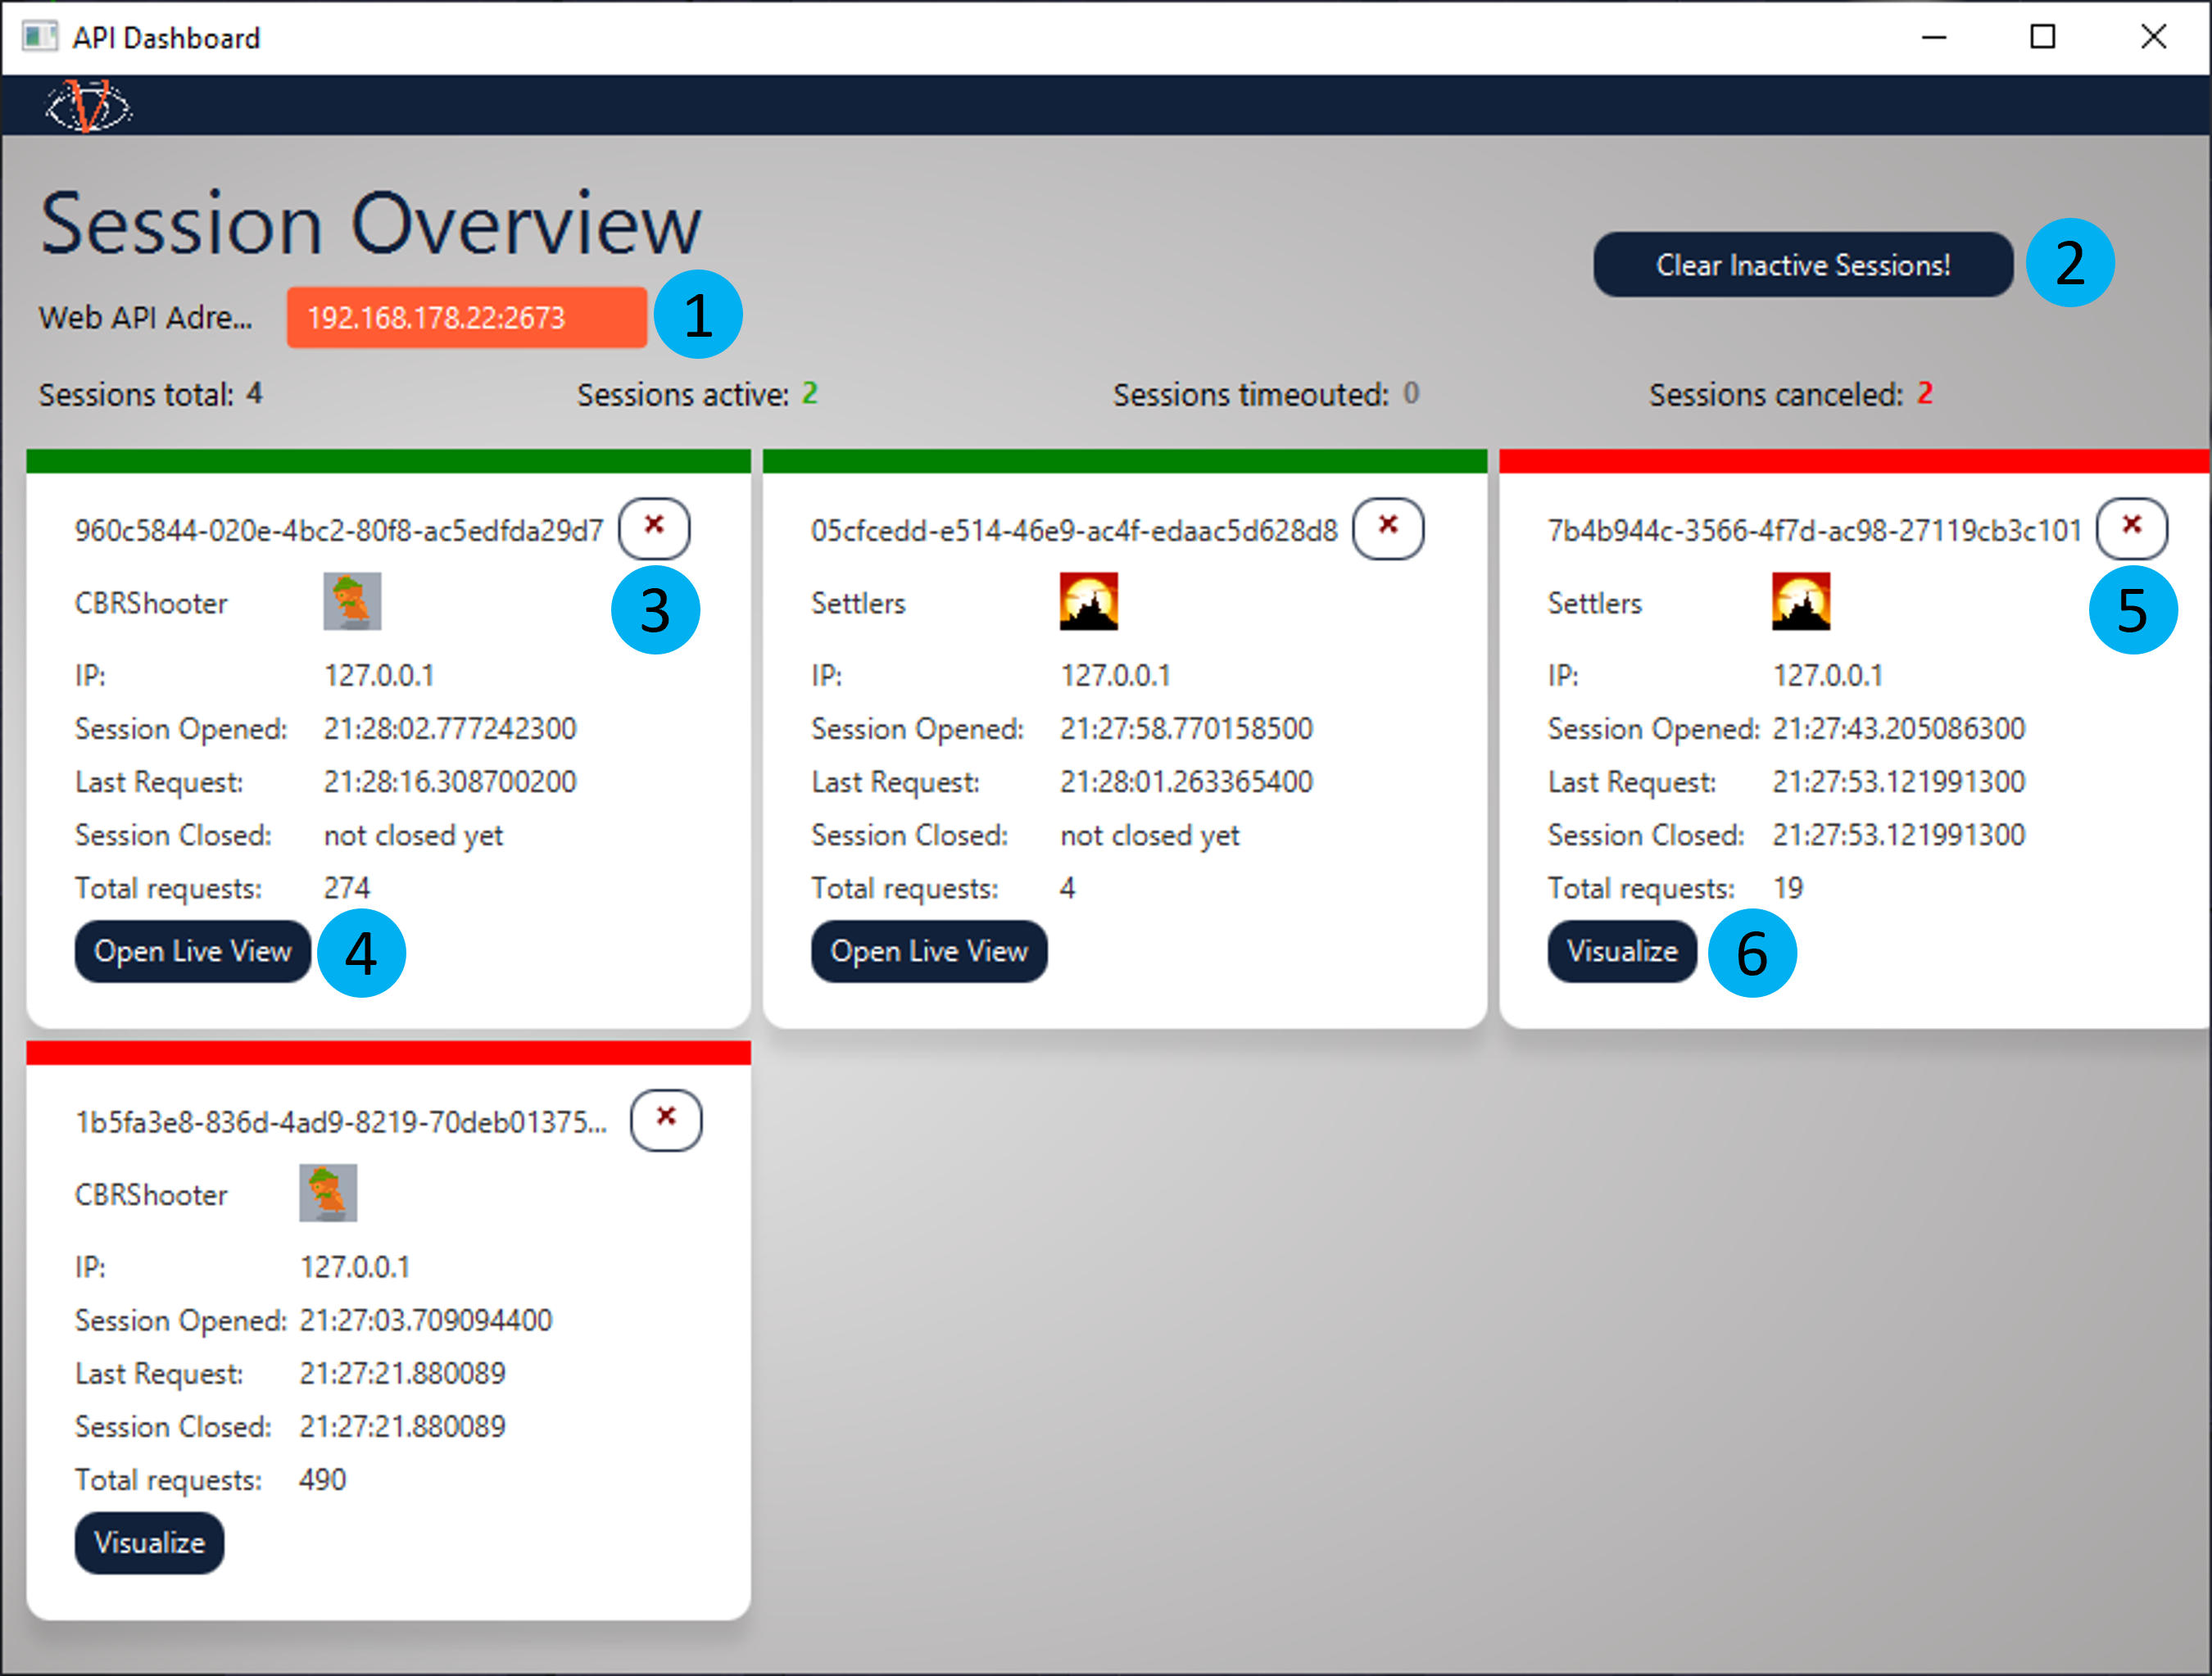 API Dashboard
Session Overview
Clear Inactive Sessions!
2
Web API Adre...
192.168.178.22:2673
1
Sessions total: 4
Sessions active: 2
Sessions timeouted: 0
Sessions canceled: 2
960c5844-020e-4bc2-80f8-ac5edfda29d7
CBRShooter
3
IP: 127.0.0.1
Session Opened: 21:28:02.777242300
Last Request: 21:28:16.308700200
Session Closed: not closed yet
Total requests: 274
Open Live View
4
05cfcedd-e514-46e9-ac4f-edaac5d628d8
Settlers
IP: 127.0.0.1
Session Opened: 21:27:58.770158500
Last Request: 21:28:01.263365400
Session Closed: not closed yet
Total requests: 4
Open Live View
7b4b944c-3566-4f7d-ac98-27119cb3c101
Settlers
5
IP: 127.0.0.1
Session Opened: 21:27:43.205086300
Last Request: 21:27:53.121991300
Session Closed: 21:27:53.121991300
Total requests: 19
Visualize
6
1b5fa3e8-836d-4ad9-8219-70deb01375...
CBRShooter
IP: 127.0.0.1
Session Opened: 21:27:03.709094400
Last Request: 21:27:21.880089
Session Closed: 21:27:21.880089
Total requests: 490
Visualize